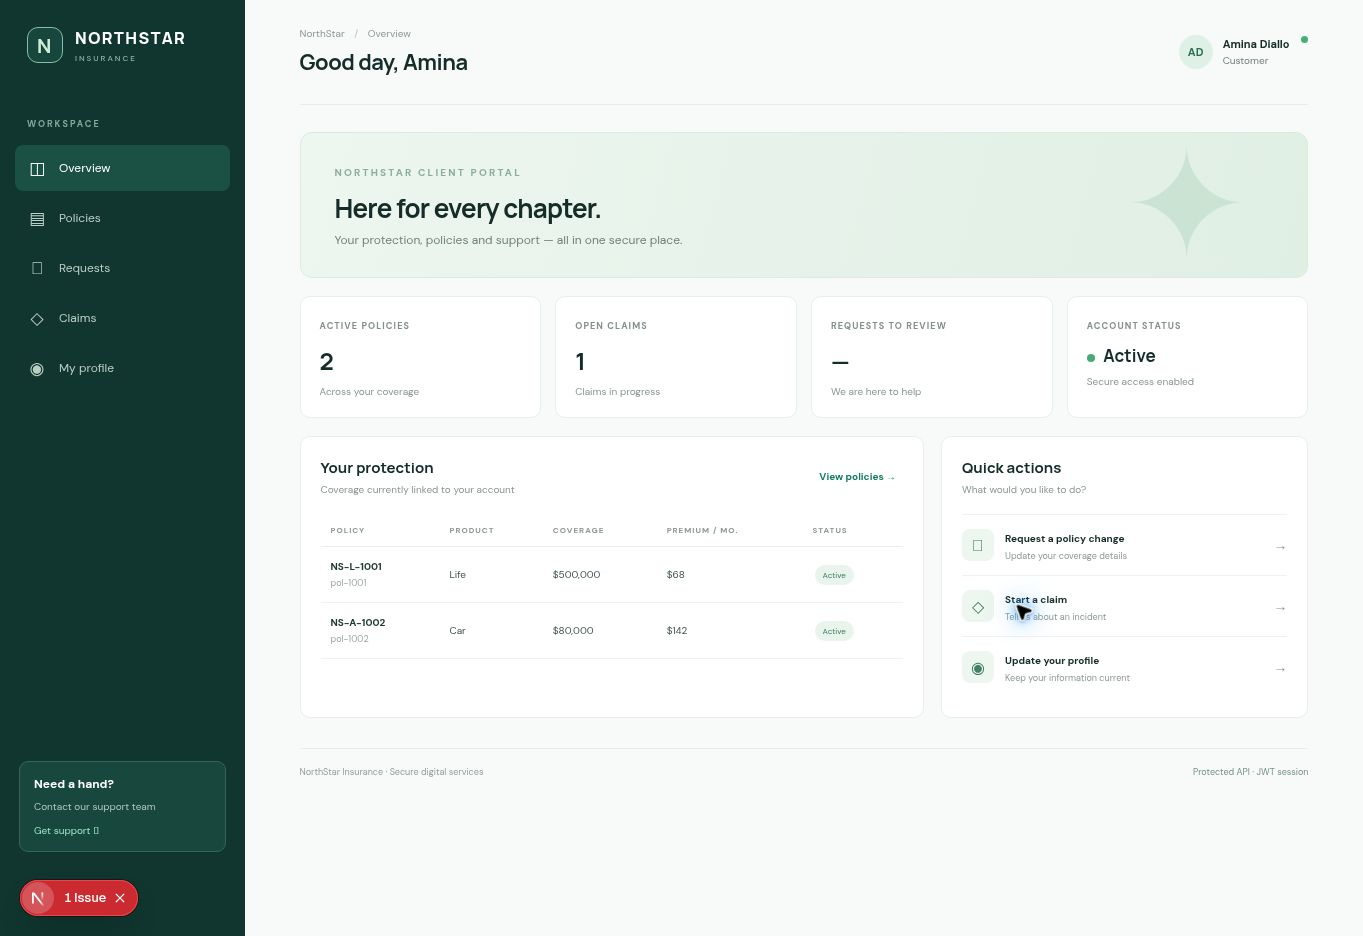 N
NORTHSTAR
INSURANCE
WORKSPACE
Overview
Policies
Requests
Claims
My profile
Need a hand?
Contact our support team
Get support
N
1 Issue
NorthStar / Overview
Good day, Amina
AD
Amina Diallo
Customer
NORTHSTAR CLIENT PORTAL
Here for every chapter.
Your protection, policies and support — all in one secure place.
ACTIVE POLICIES
2
Across your coverage
OPEN CLAIMS
1
Claims in progress
REQUESTS TO REVIEW
—
We are here to help
ACCOUNT STATUS
Active
Secure access enabled
Your protection
Coverage currently linked to your account
View policies →
POLICY PRODUCT COVERAGE PREMIUM / MO. STATUS
NS-L-1001
pol-1001
Life $500,000 $68 Active
NS-A-1002
pol-1002
Car $80,000 $142 Active
Quick actions
What would you like to do?
Request a policy change
Update your coverage details
→
Start a claim
about an incident
→
Update your profile
Keep your information current
→
NorthStar Insurance · Secure digital services
Protected API · JWT session